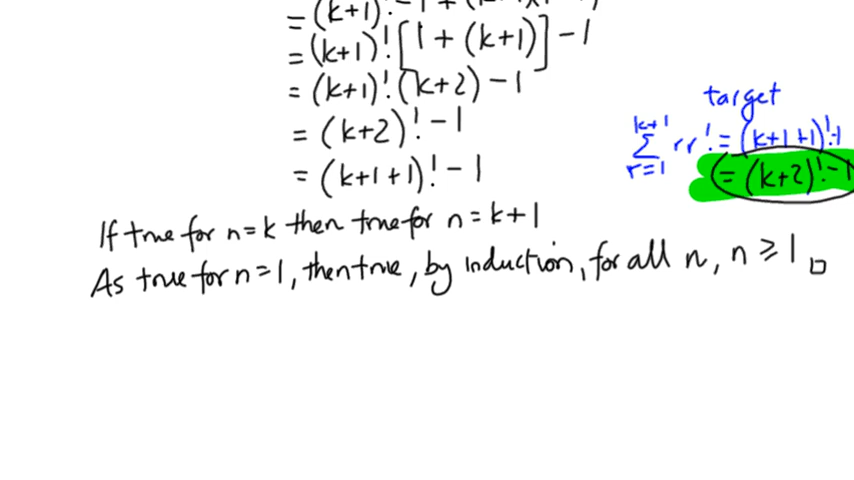 = (k+1)! - 1 +
= (k+1)! [1 + (k+1)] - 1
= (k+1)! (k+2) - 1
= (k+2)! - 1
= (k+1+1)! - 1
target
k+1
∑ r r! = (k+1+1)! - 1
r=1
= (k+2)! - 1
If true for n=k then true for n=k+1
As true for n=1, then true, by induction, for all n, n ≥ 1 □